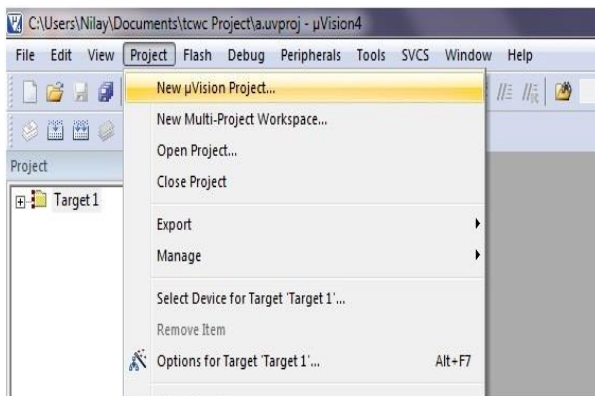 C:\Users\Nilay\Documents\tcwc Project\a.uvproj - µVision4
File Edit View Project Flash Debug Peripherals Tools SVCS Window Help
New µVision Project...
New Multi-Project Workspace...
Open Project...
Project
Close Project
Target 1
Export
Manage
Select Device for Target 'Target 1'...
Remove Item
Options for Target 'Target 1'... Alt+F7